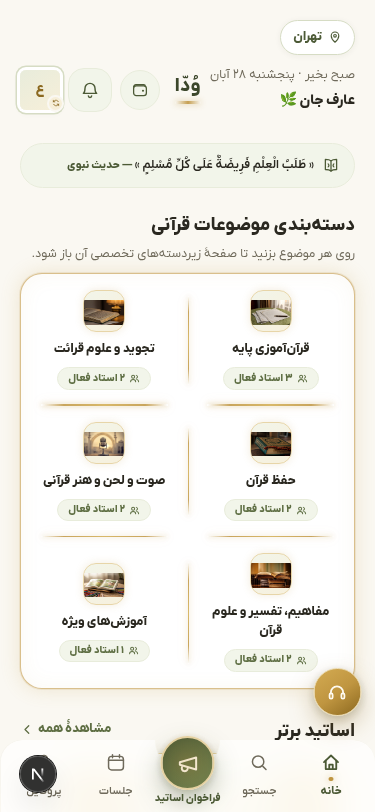 تهران
صبح بخیر · پنجشنبه ۲۸ آبان
عارف جان 🌿
وُدّا
ع
« طَلَبُ الْعِلْمِ فَرِيضَةٌ عَلَى كُلِّ مُسْلِمٍ » — حدیث نبوی
دسته‌بندی موضوعات قرآنی
روی هر موضوع بزنید تا صفحهٔ زیردسته‌های تخصصی آن باز شود.
قرآن‌آموزی پایه
۳ استاد فعال
تجوید و علوم قرائت
۲ استاد فعال
حفظ قرآن
۲ استاد فعال
صوت و لحن و هنر قرآنی
۲ استاد فعال
مفاهیم، تفسیر و علوم
قرآن
۲ استاد فعال
آموزش‌های ویژه
۱ استاد فعال
اساتید برتر
مشاهدهٔ همه
خانه
جستجو
فراخوان اساتید
جلسات
پروفایل
N